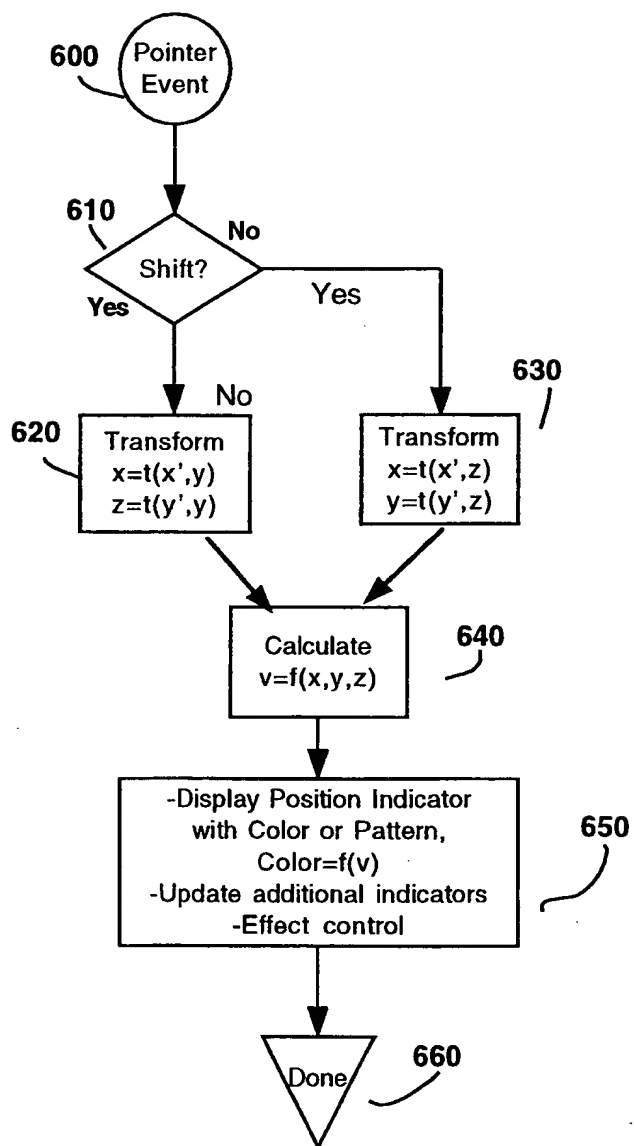 600
Pointer
Event
610
No
Shift?
Yes
Yes
No
630
620
Transform
x=t(x',y)
z=t(y',y)
Transform
x=t(x',z)
y=t(y',z)
Calculate
v=f(x,y,z)
640
-Display Position Indicator
with Color or Pattern,
Color=f(v)
-Update additional indicators
-Effect control
650
Done
660